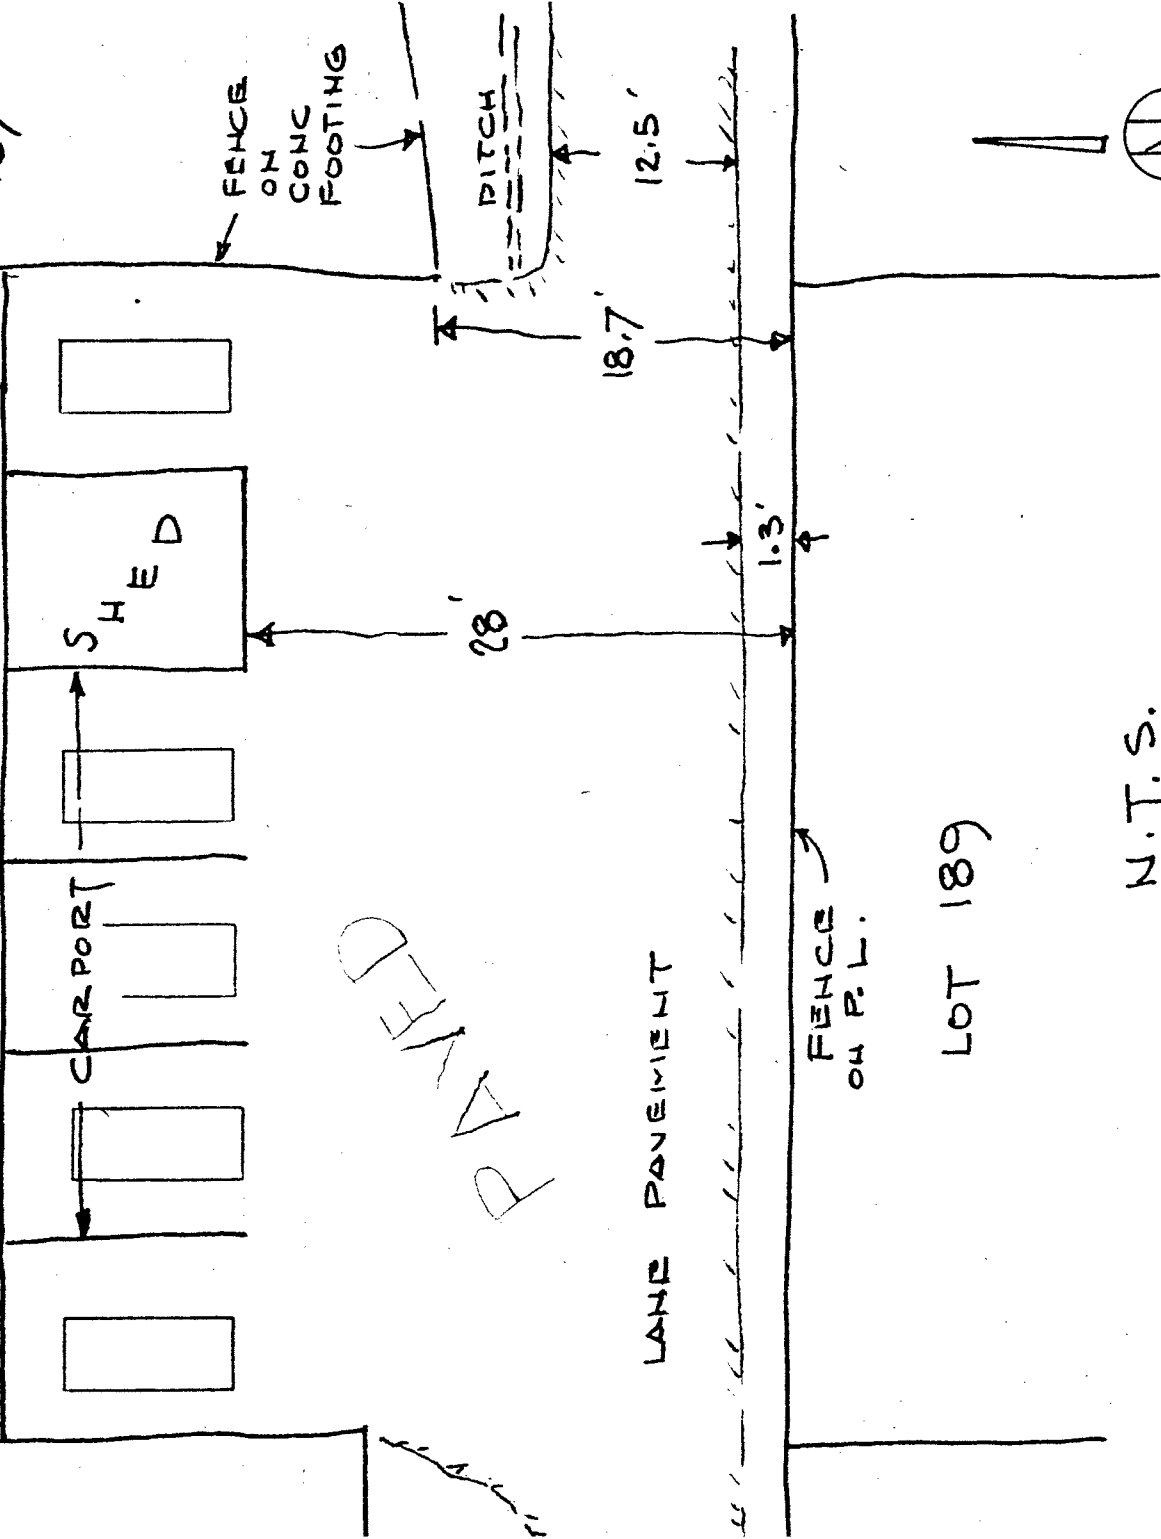 FENCE
ON
CONC
FOOTING
DITCH
12.5'
18.7'
SHED
1.3'
28'
CARPORT
PAVED
LANE PAVEMENT
FENCE
ON P.L.
LOT 189
N.T.S.